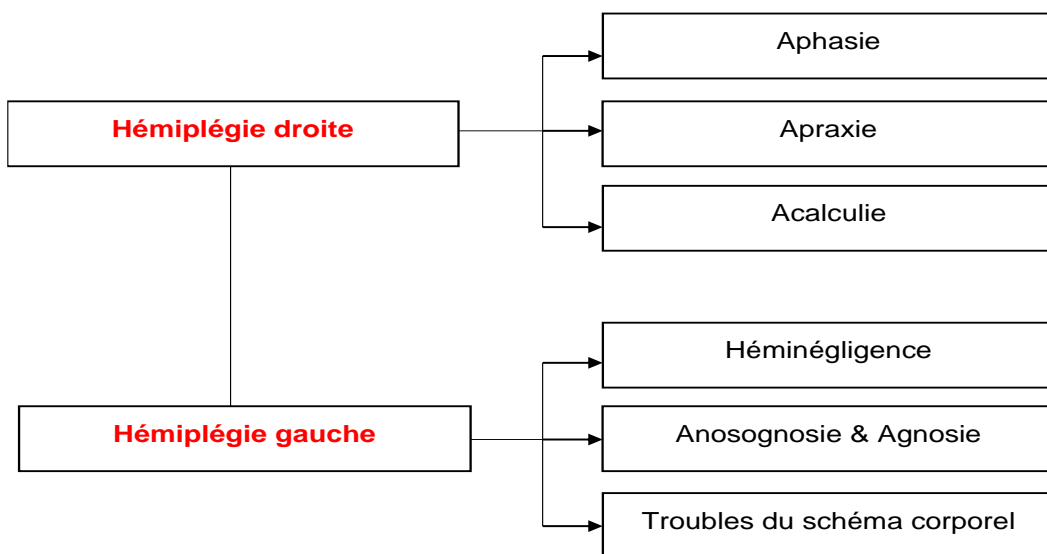 Aphasie
Hémiplégie droite
Apraxie
Acalculie
Héminégligence
Hémiplégie gauche
Anosognosie & Agnosie
Troubles du schéma corporel